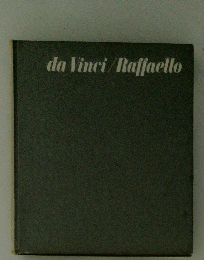 da Vinci / Raffaello